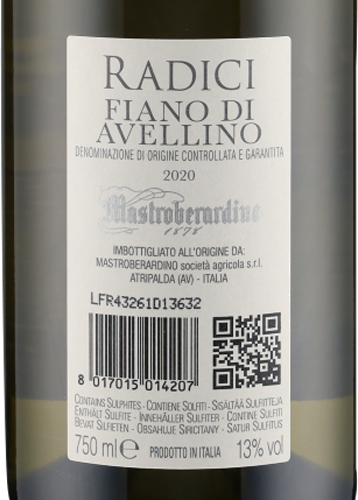 RADICI
FIANO DI
AVELLINO
DENOMINAZIONE DI ORIGINE CONTROLLATA E GARANTITA
2020
Mastroberardino
1878
IMBOTTIGLIATO ALL'ORIGINE DA:
MASTROBERARDINO società agricola s.r.l.
ATRIPALDA (AV) - ITALIA
LFR43261D13632
8 017015 014207
CONTAINS SULPHITES - CONTIENE SOLFITI - SISÄLTÄÄ SULFIITTEJA
ENTHÄLT SULFITE - INNEHÅLLER SULFITER - CONTINE SULFITI
BEVAT SULFIETEN - OBSAHUJE SIRICITANY - SATUR SULFITUS
750 ml e PRODOTTO IN ITALIA 13% vol